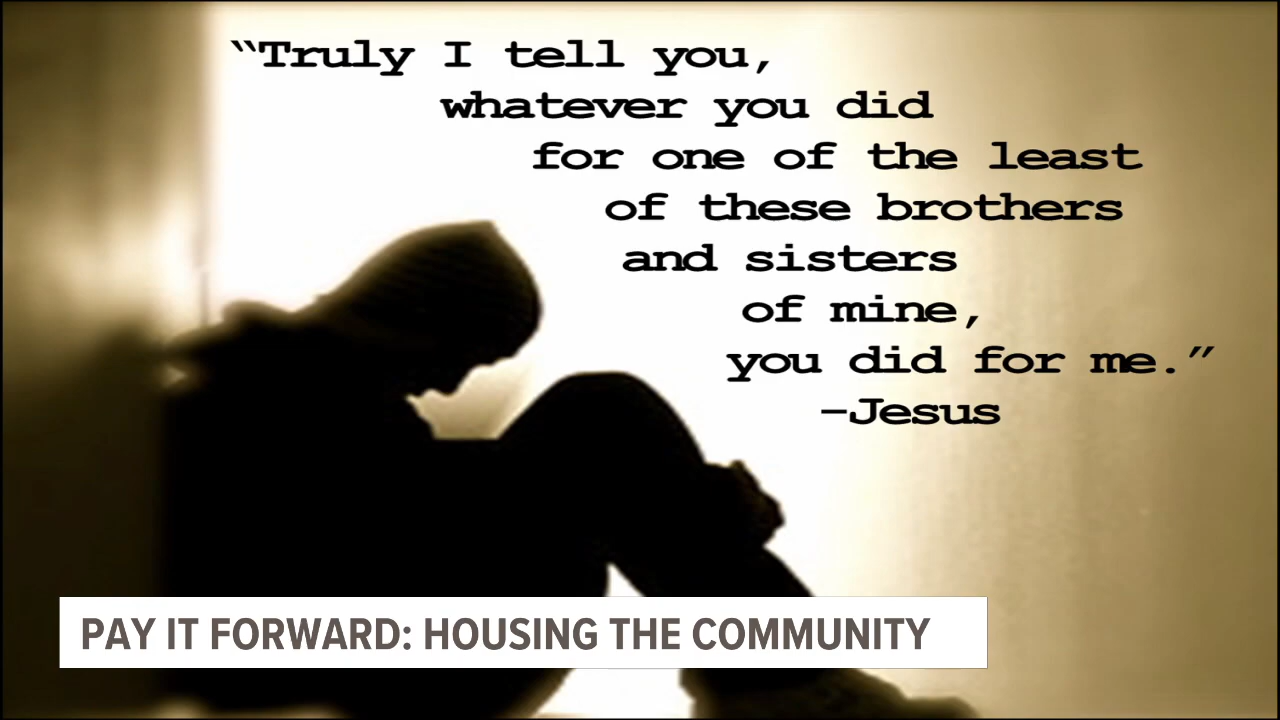 “Truly I tell you,
whatever you did
for one of the least
of these brothers
and sisters
of mine,
you did for me.”
-Jesus
PAY IT FORWARD: HOUSING THE COMMUNITY